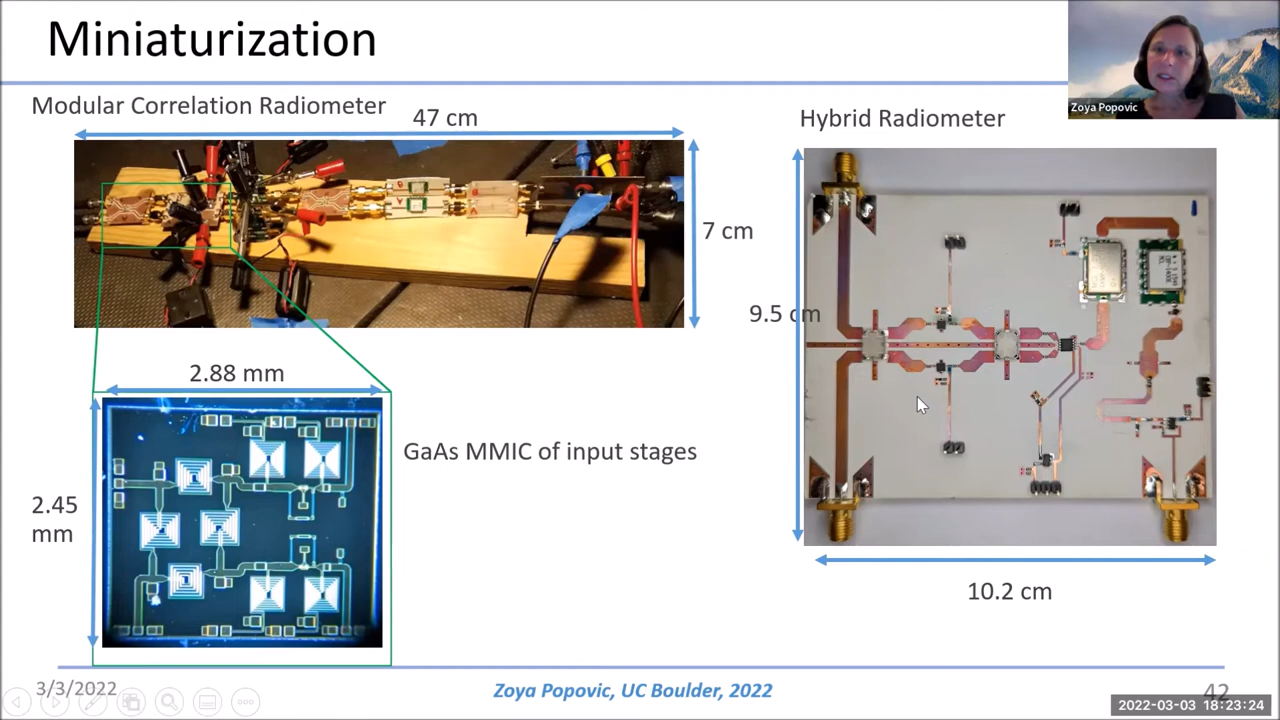 Miniaturization
Zoya Popovic
Modular Correlation Radiometer
47 cm
Hybrid Radiometer
7 cm
9.5 cm
2.88 mm
GaAs MMIC of input stages
2.45
mm
10.2 cm
3/3/2022
Zoya Popovic, UC Boulder, 2022
42
2022-03-03 18:23:24